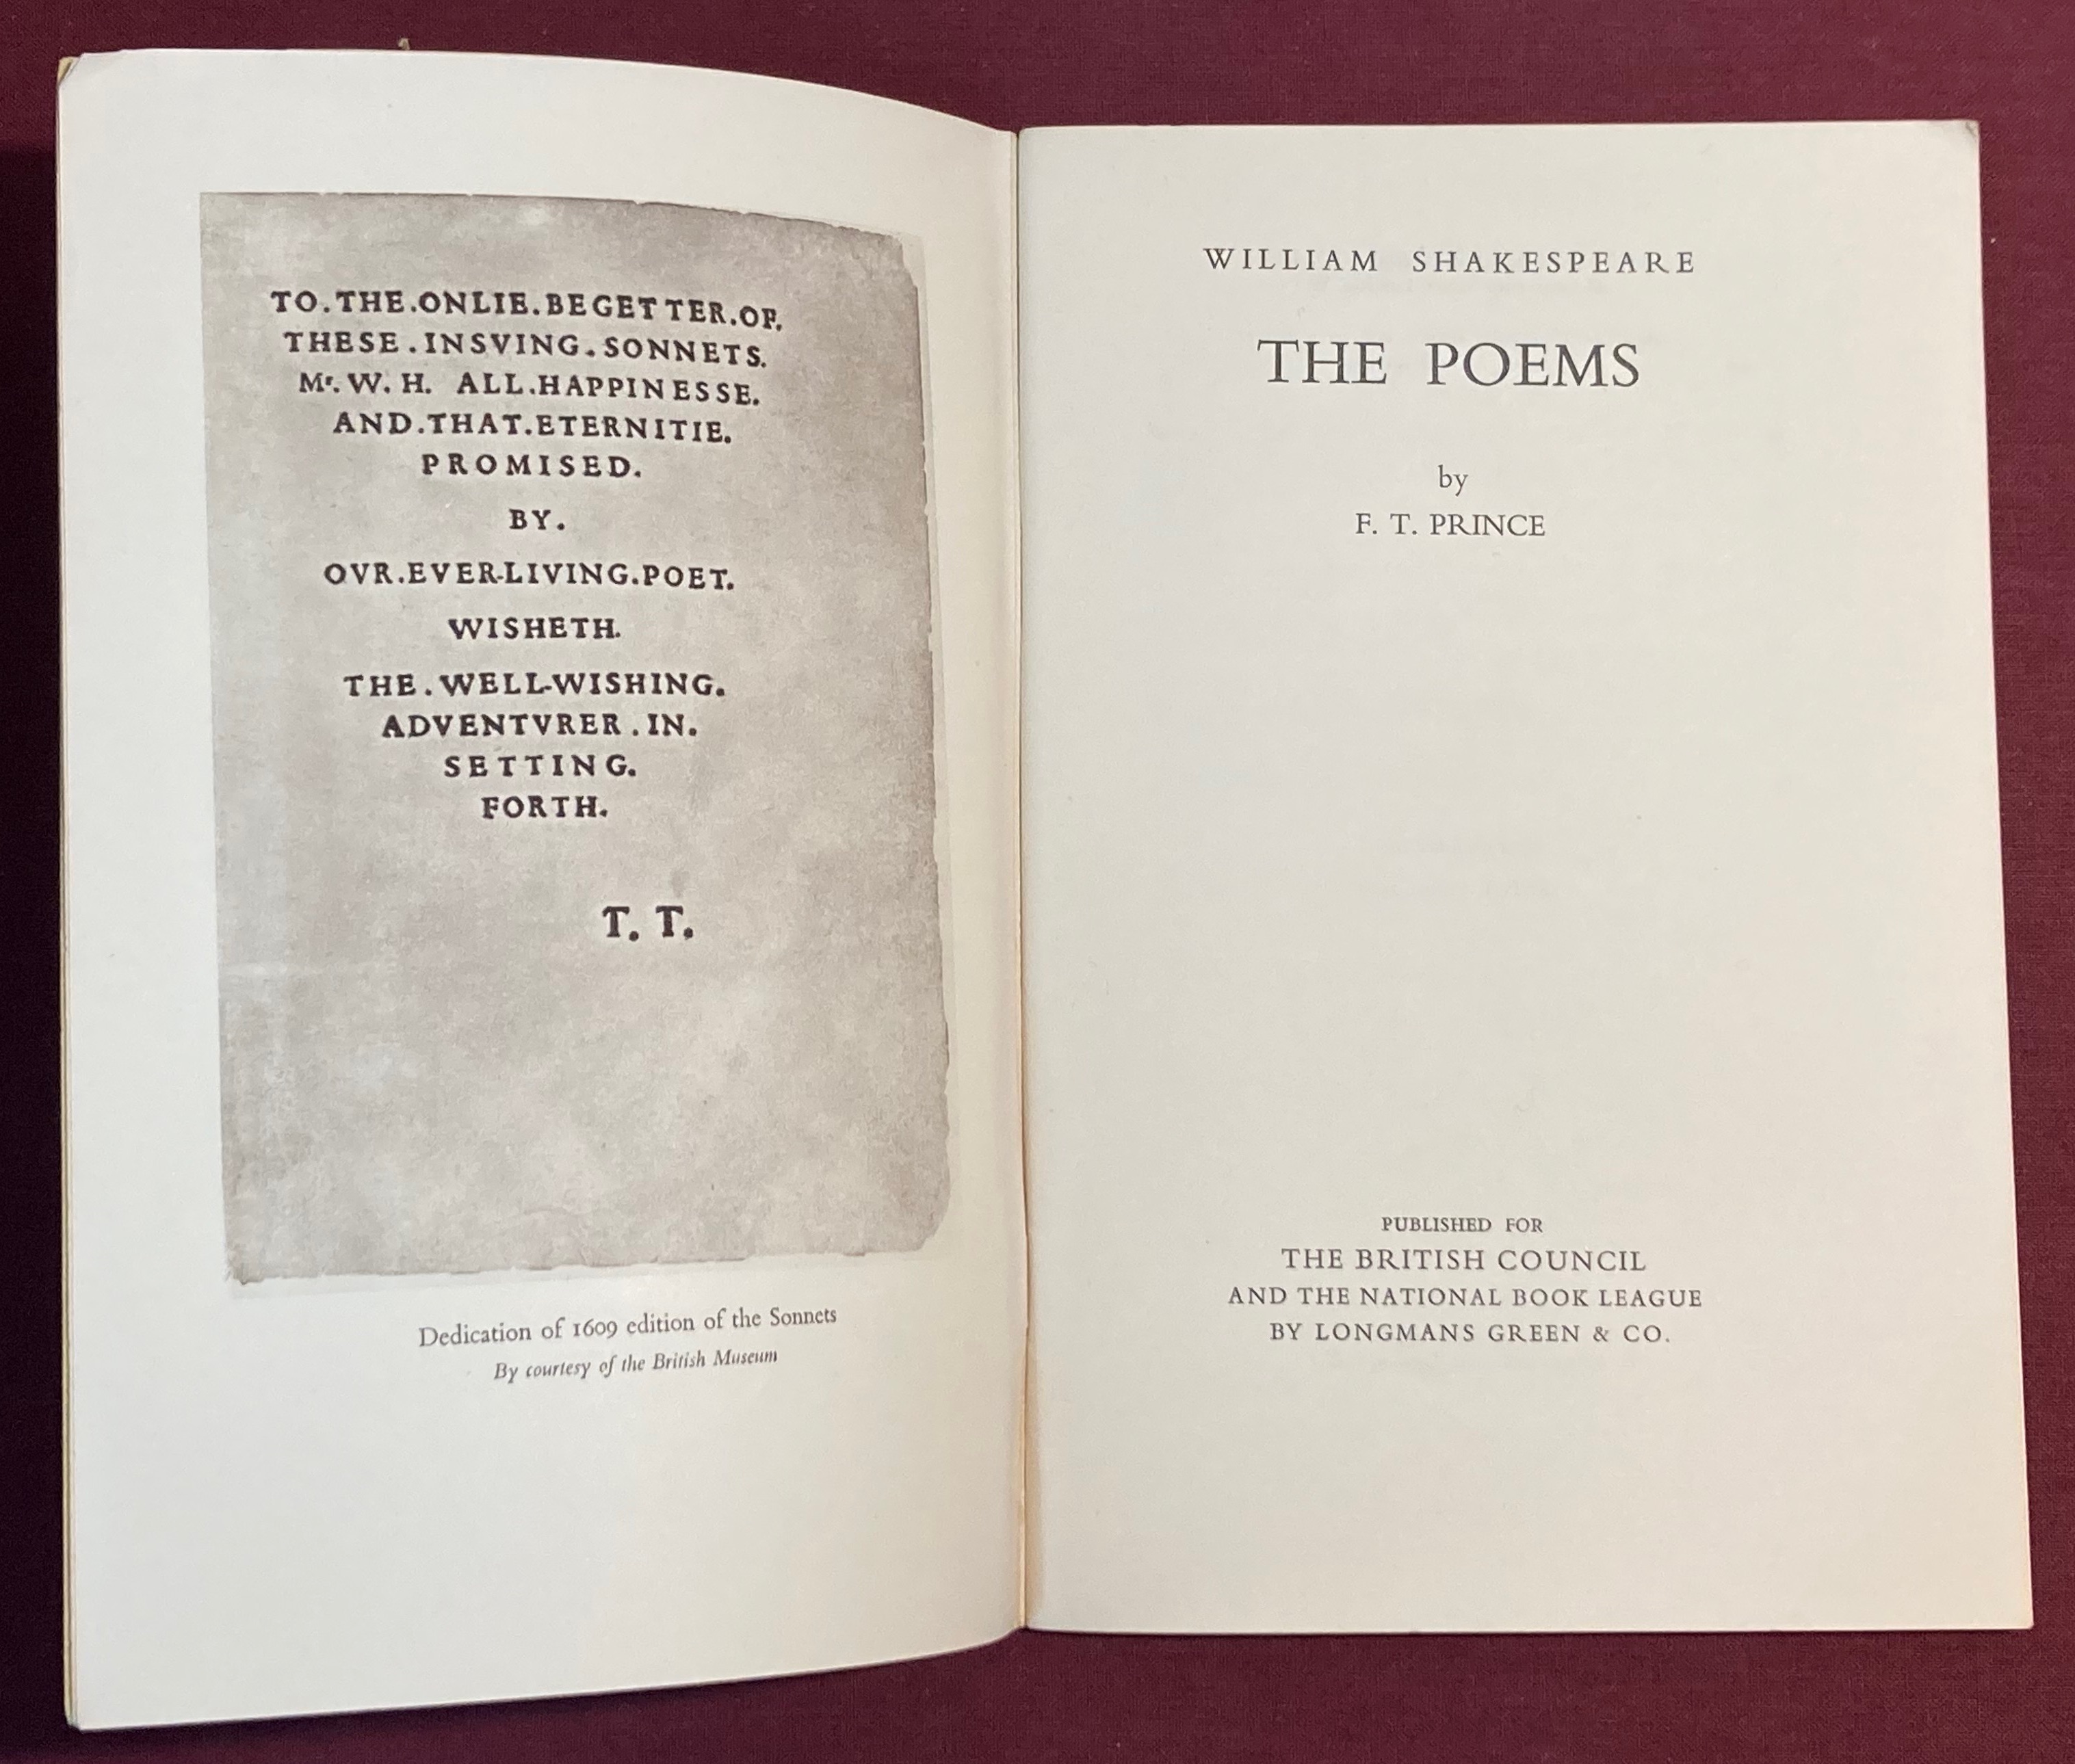 TO.THE.ONLIE.BEGETTER.OF.
THESE.INSVING.SONNETS.
Mr. W. H. ALL.HAPPINESSE.
AND.THAT.ETERNITIE.
PROMISED.
BY.
OVR.EVER-LIVING.POET.
WISHETH.
THE.WELL-WISHING.
ADVENTVRER.IN.
SETTING.
FORTH.
T. T.
Dedication of 1609 edition of the Sonnets
By courtesy of the British Museum
WILLIAM SHAKESPEARE
THE POEMS
by
F. T. PRINCE
PUBLISHED FOR
THE BRITISH COUNCIL
AND THE NATIONAL BOOK LEAGUE
BY LONGMANS GREEN & CO.